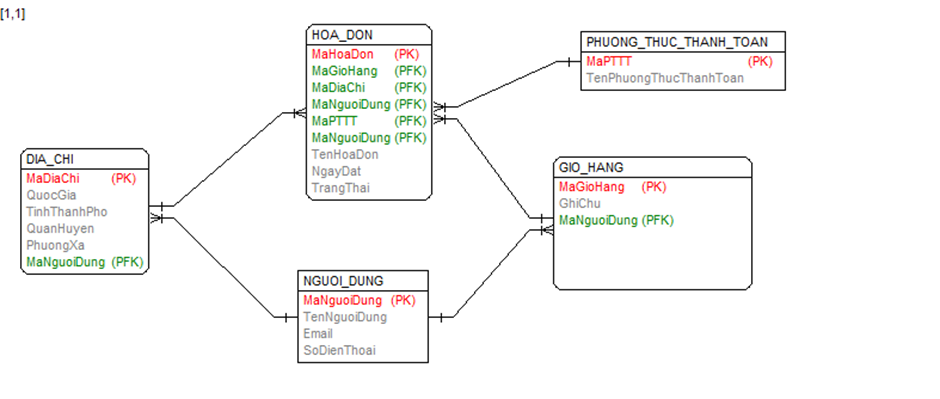 [1,1]
HOA_DON
MaHoaDon (PK)
MaGioHang (PFK)
MaDiaChi (PFK)
MaNguoiDung (PFK)
MaPTTT (PFK)
MaNguoiDung (PFK)
TenHoaDon
NgayDat
TrangThai
PHUONG_THUC_THANH_TOAN
MaPTTT (PK)
TenPhuongThucThanhToan
DIA_CHI
MaDiaChi (PK)
QuocGia
TinhThanhPho
QuanHuyen
PhuongXa
MaNguoiDung (PFK)
GIO_HANG
MaGioHang (PK)
GhiChu
MaNguoiDung (PFK)
NGUOI_DUNG
MaNguoiDung (PK)
TenNguoiDung
Email
SoDienThoai